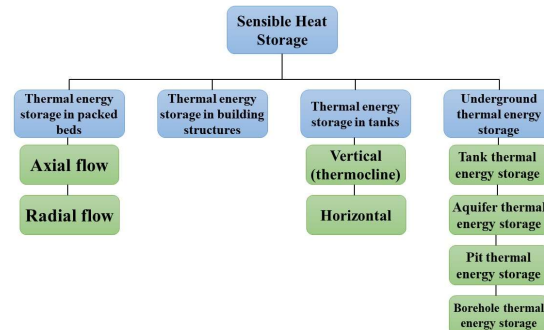 Sensible Heat
Storage
Thermal energy
storage in packed
beds
Thermal energy
storage in building
structures
Thermal energy
storage in tanks
Underground
thermal energy
storage
Axial flow
Radial flow
Vertical
(thermocline)
Horizontal
Tank thermal
energy storage
Aquifer thermal
energy storage
Pit thermal
energy storage
Borehole thermal
energy storage